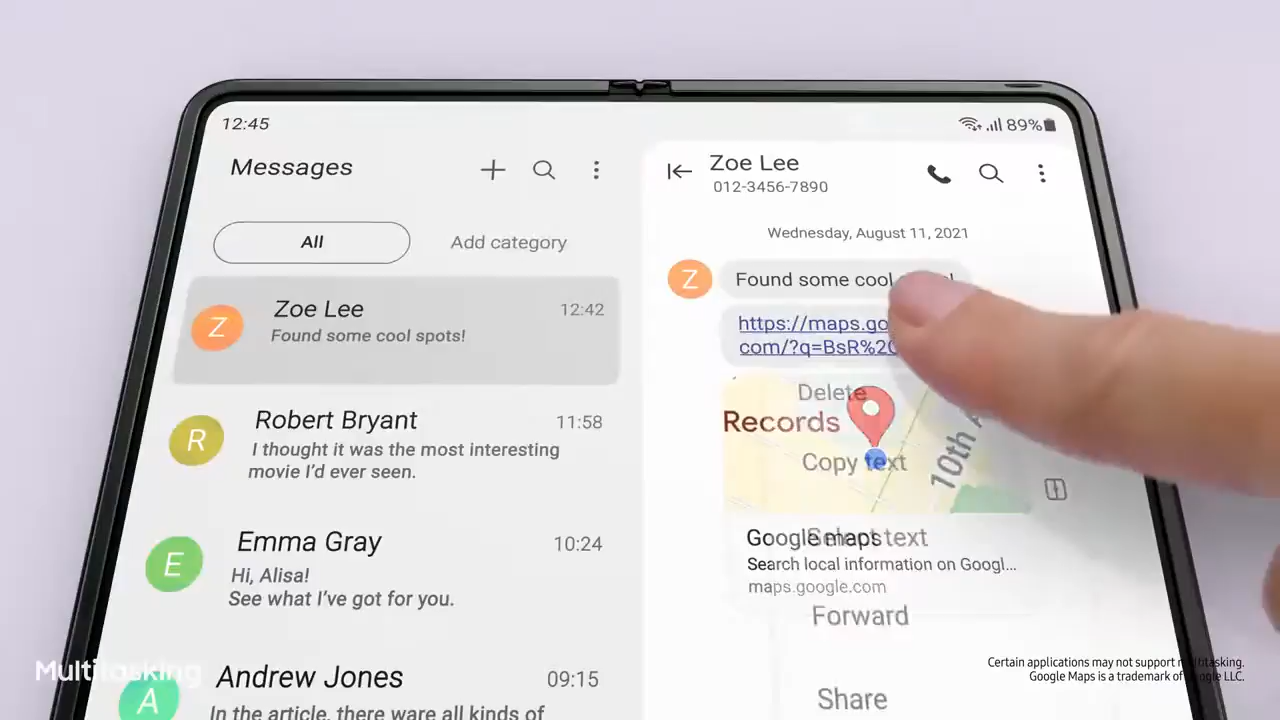 12:45
89%
Messages
All
Add category
Z
Zoe Lee
12:42
Found some cool spots!
R
Robert Bryant
11:58
I thought it was the most interesting
movie I'd ever seen.
E
Emma Gray
10:24
Hi, Alisa!
See what I've got for you.
A
Andrew Jones
09:15
In the article, there ware all kinds of
Zoe Lee
012-3456-7890
Wednesday, August 11, 2021
Z
Found some cool
https://maps.go
com/?q=BsR%2
Delete
Records
Copy text
10th A
Google maps
Select text
Search local information on Googl...
maps.google.com
Forward
Share
Multitasking
Certain applications may not support multitasking.
Google Maps is a trademark of Google LLC.